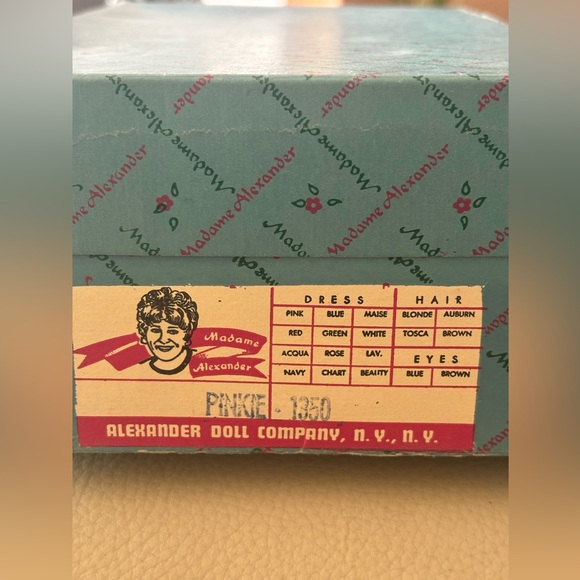 Madame Alexander
Madame Alexander
Madame Alexander
Madame Alexander
DRESS HAIR
PINK BLUE MAISE BLONDE AUBURN
RED GREEN WHITE TOSCA BROWN
ACQUA ROSE LAV. EYES
NAVY CHART BEAUTY BLUE BROWN
Madame
Alexander
PINKIE - 1350
ALEXANDER DOLL COMPANY, N. Y., N. Y.